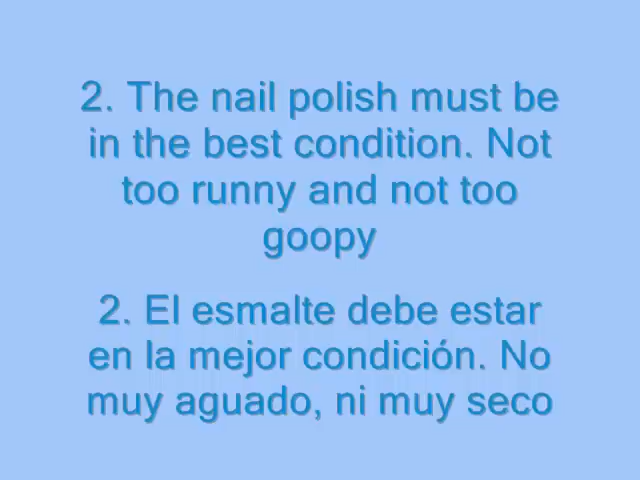 2. The nail polish must be
in the best condition. Not
too runny and not too
goopy
2. El esmalte debe estar
en la mejor condición. No
muy aguado, ni muy seco